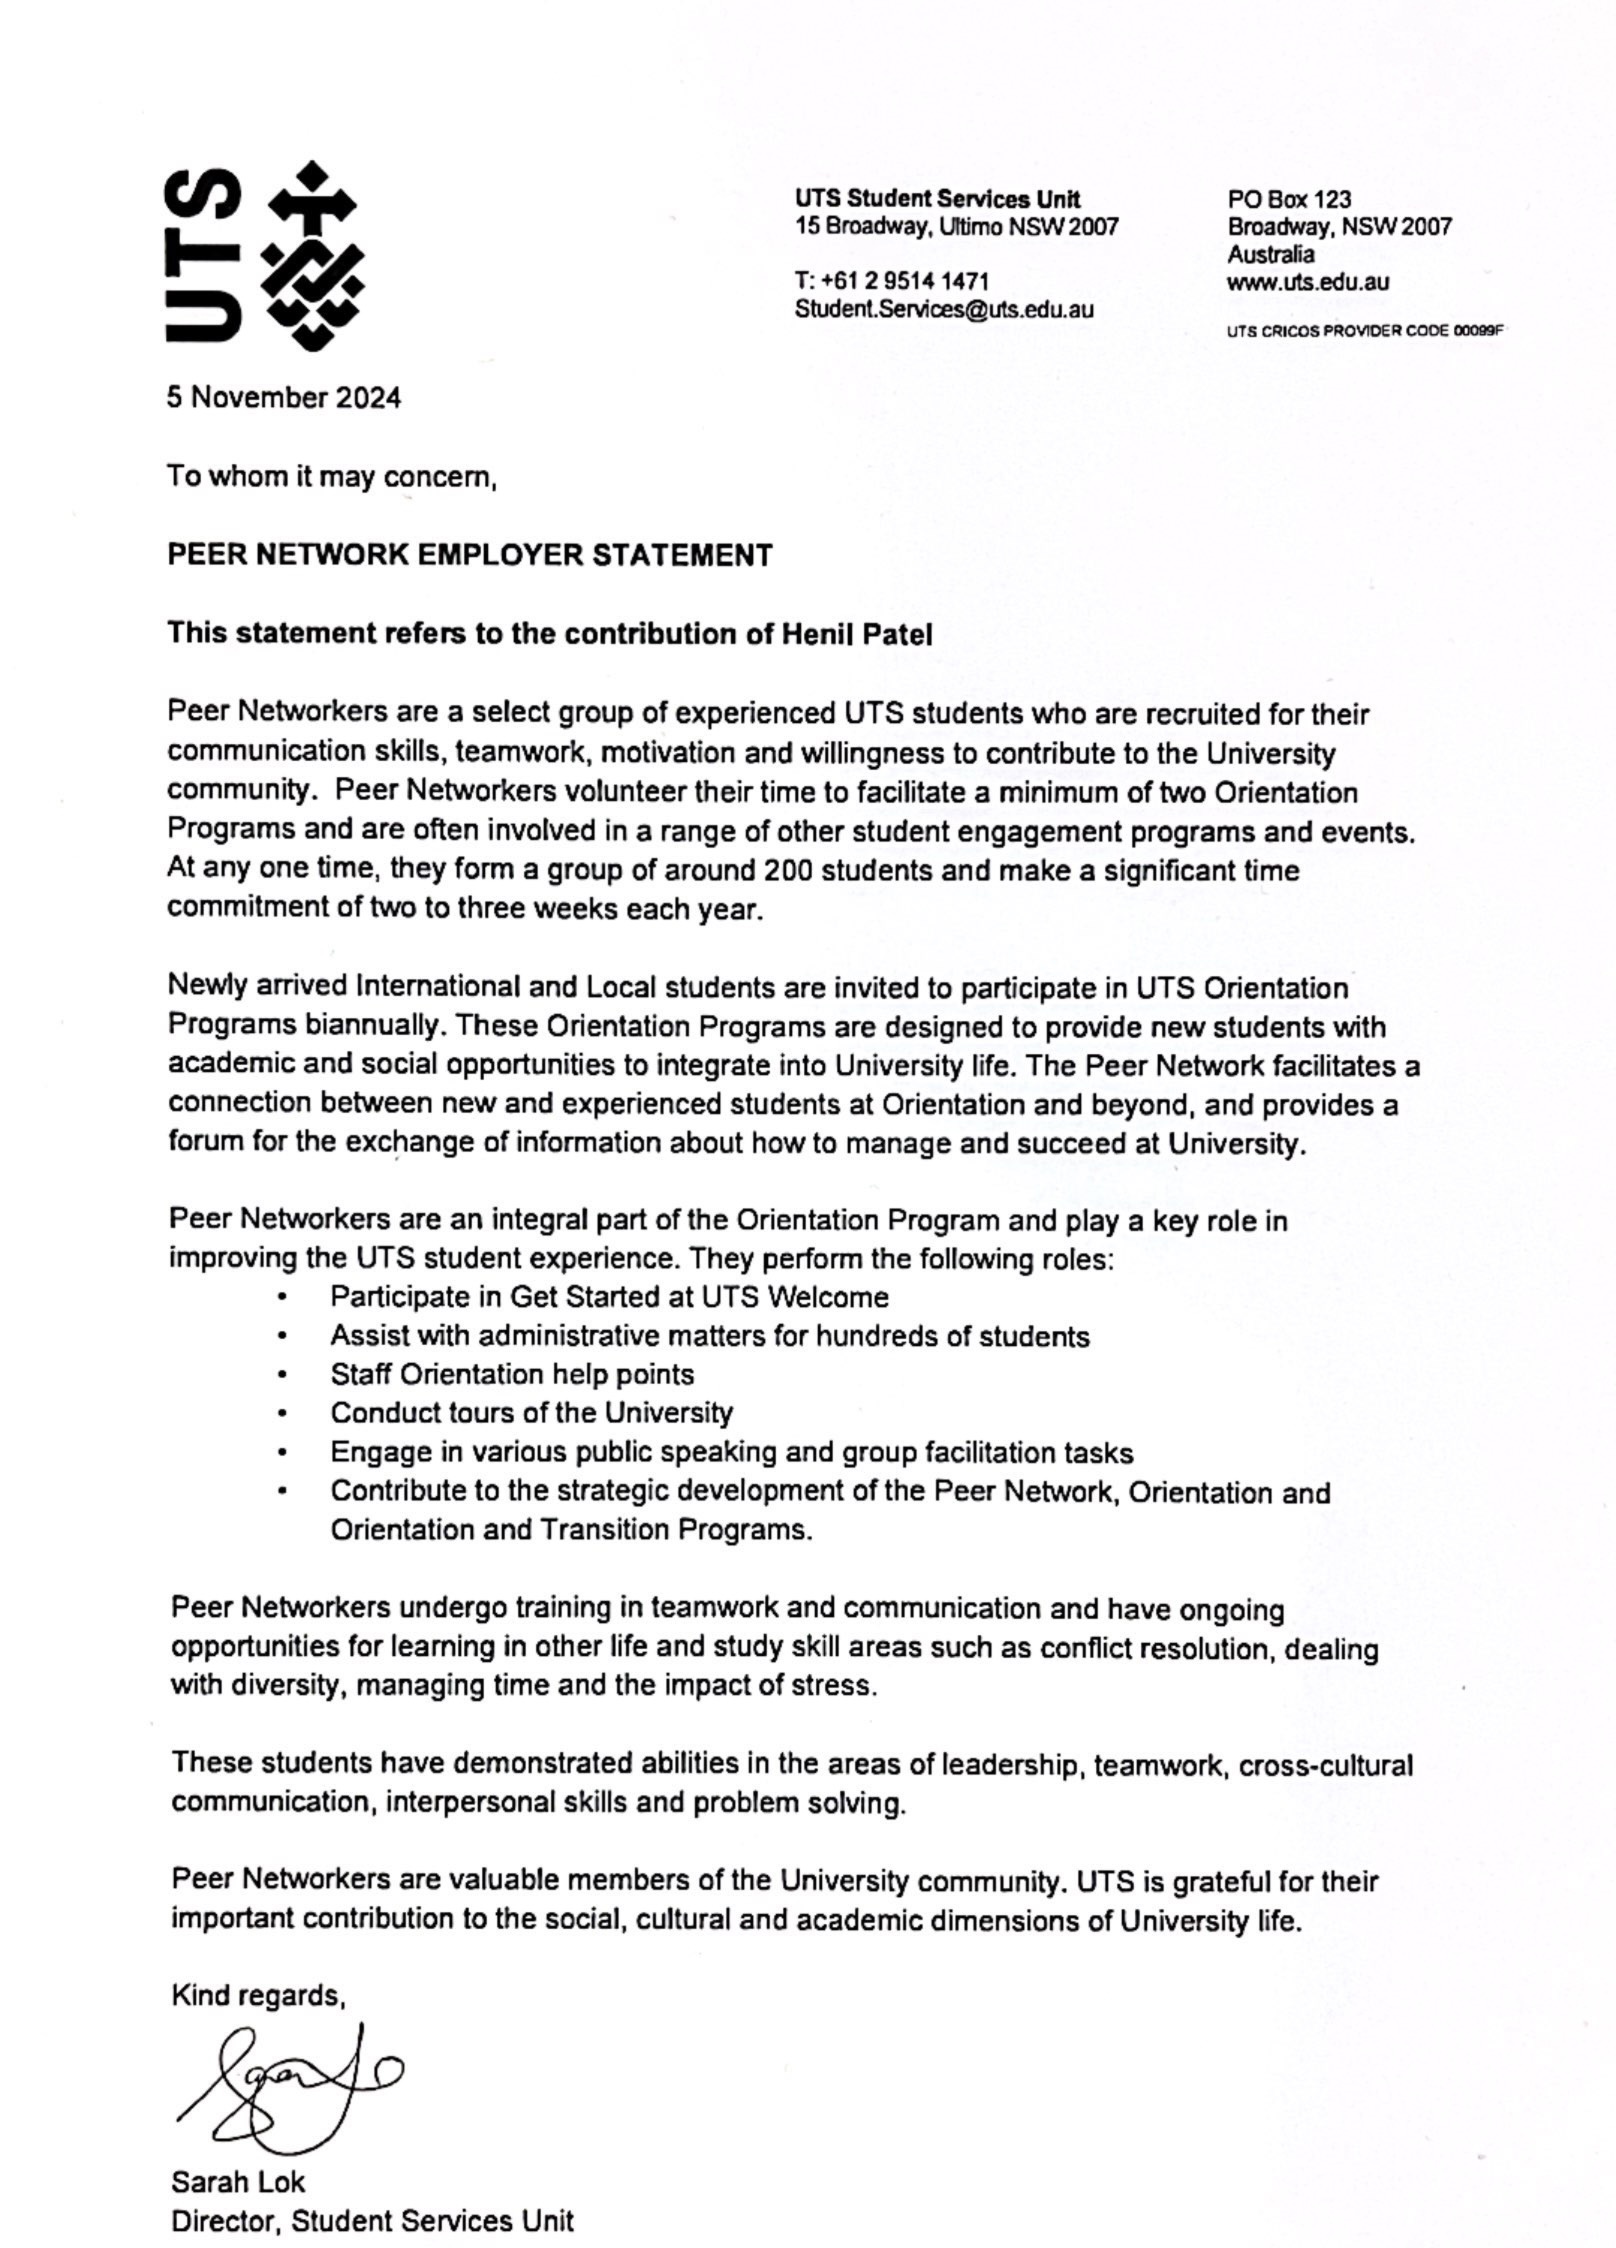 UTS
UTS Student Services Unit
15 Broadway, Ultimo NSW 2007
T: +61 2 9514 1471
Student.Services@uts.edu.au
PO Box 123
Broadway, NSW 2007
Australia
www.uts.edu.au
UTS CRICOS PROVIDER CODE 00099F
5 November 2024
To whom it may concern,
PEER NETWORK EMPLOYER STATEMENT
This statement refers to the contribution of Henil Patel
Peer Networkers are a select group of experienced UTS students who are recruited for their
communication skills, teamwork, motivation and willingness to contribute to the University
community.  Peer Networkers volunteer their time to facilitate a minimum of two Orientation
Programs and are often involved in a range of other student engagement programs and events.
At any one time, they form a group of around 200 students and make a significant time
commitment of two to three weeks each year.
Newly arrived International and Local students are invited to participate in UTS Orientation
Programs biannually. These Orientation Programs are designed to provide new students with
academic and social opportunities to integrate into University life. The Peer Network facilitates a
connection between new and experienced students at Orientation and beyond, and provides a
forum for the exchange of information about how to manage and succeed at University.
Peer Networkers are an integral part of the Orientation Program and play a key role in
improving the UTS student experience. They perform the following roles:
• Participate in Get Started at UTS Welcome
• Assist with administrative matters for hundreds of students
• Staff Orientation help points
• Conduct tours of the University
• Engage in various public speaking and group facilitation tasks
• Contribute to the strategic development of the Peer Network, Orientation and
Orientation and Transition Programs.
Peer Networkers undergo training in teamwork and communication and have ongoing
opportunities for learning in other life and study skill areas such as conflict resolution, dealing
with diversity, managing time and the impact of stress.
These students have demonstrated abilities in the areas of leadership, teamwork, cross-cultural
communication, interpersonal skills and problem solving.
Peer Networkers are valuable members of the University community. UTS is grateful for their
important contribution to the social, cultural and academic dimensions of University life.
Kind regards,
Sarah Lok
Director, Student Services Unit